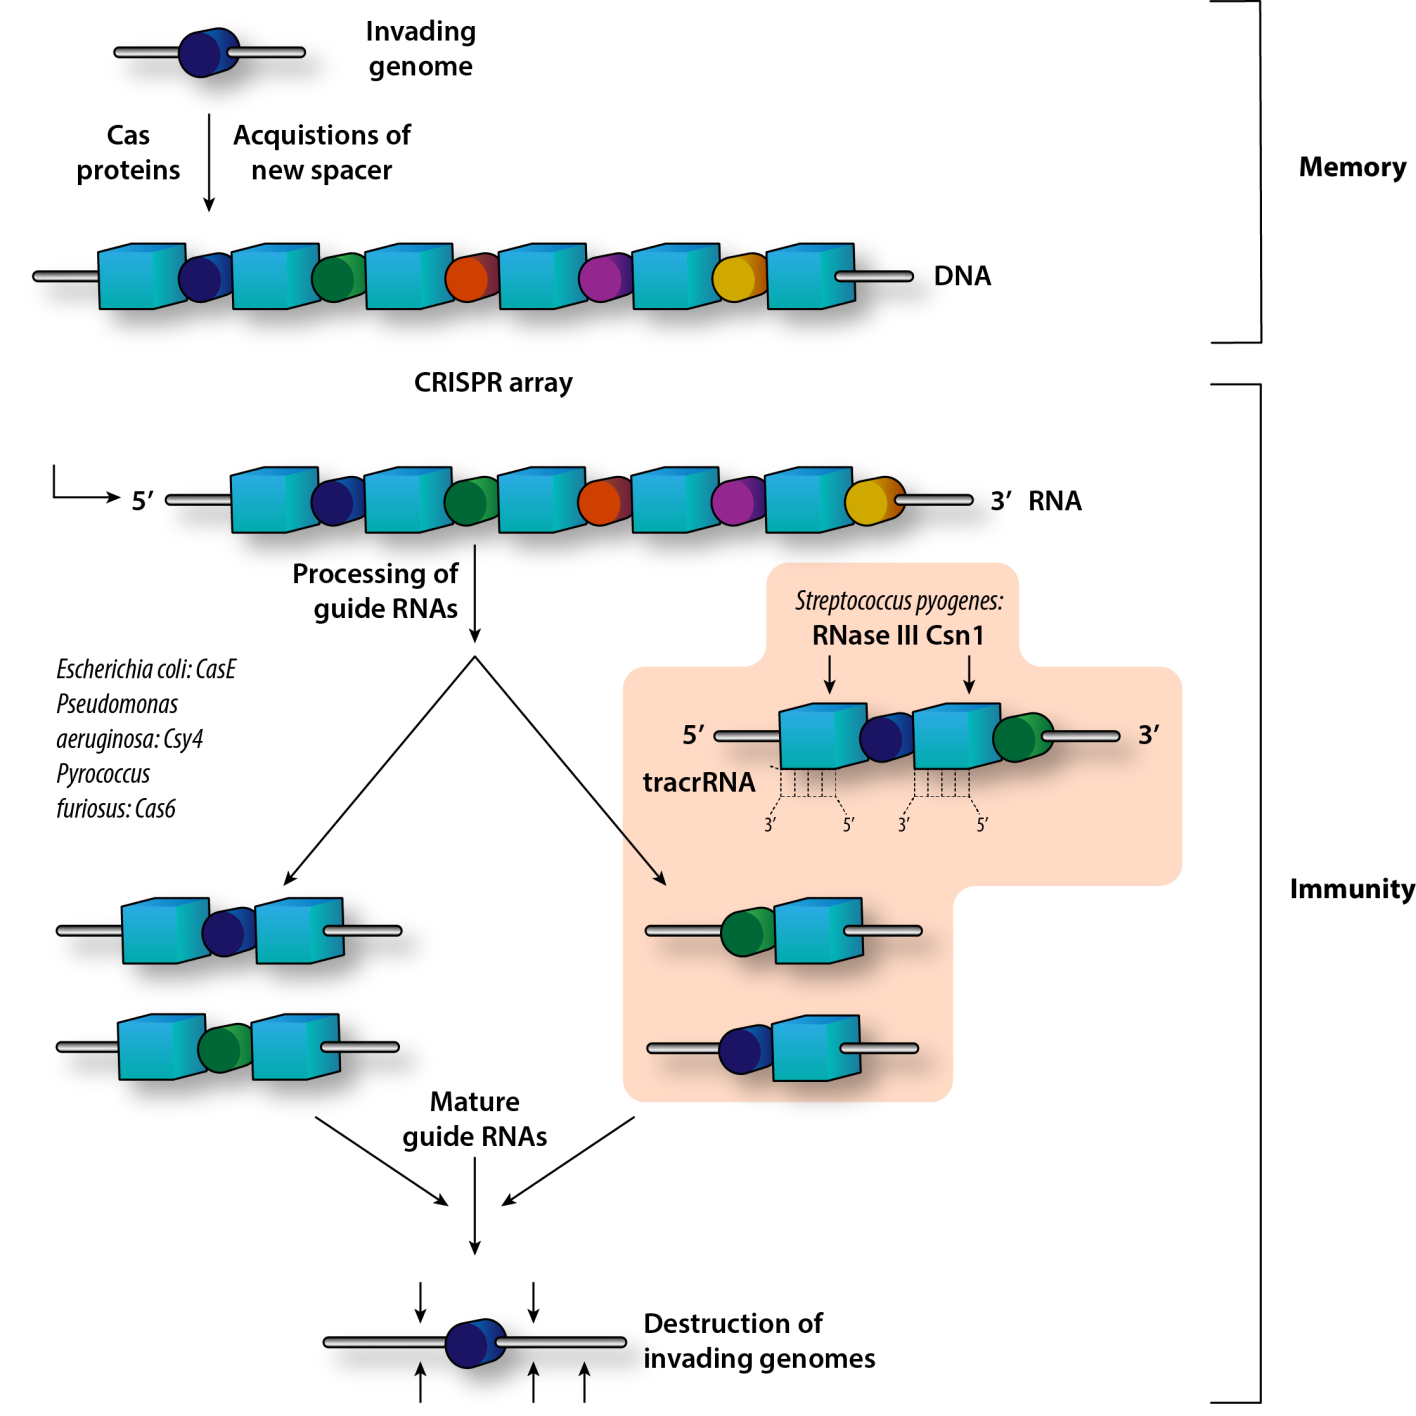 Invading
genome
Cas
proteins
Acquistions of
new spacer
Memory
DNA
CRISPR array
5′
3′ RNA
Processing of
guide RNAs
Streptococcus pyogenes:
RNase III Csn1
Escherichia coli: CasE
Pseudomonas
aeruginosa: Csy4
Pyrococcus
furiosus: Cas6
5′
3′
tracrRNA
3′ 5′ 3′ 5′
Immunity
Mature
guide RNAs
Destruction of
invading genomes